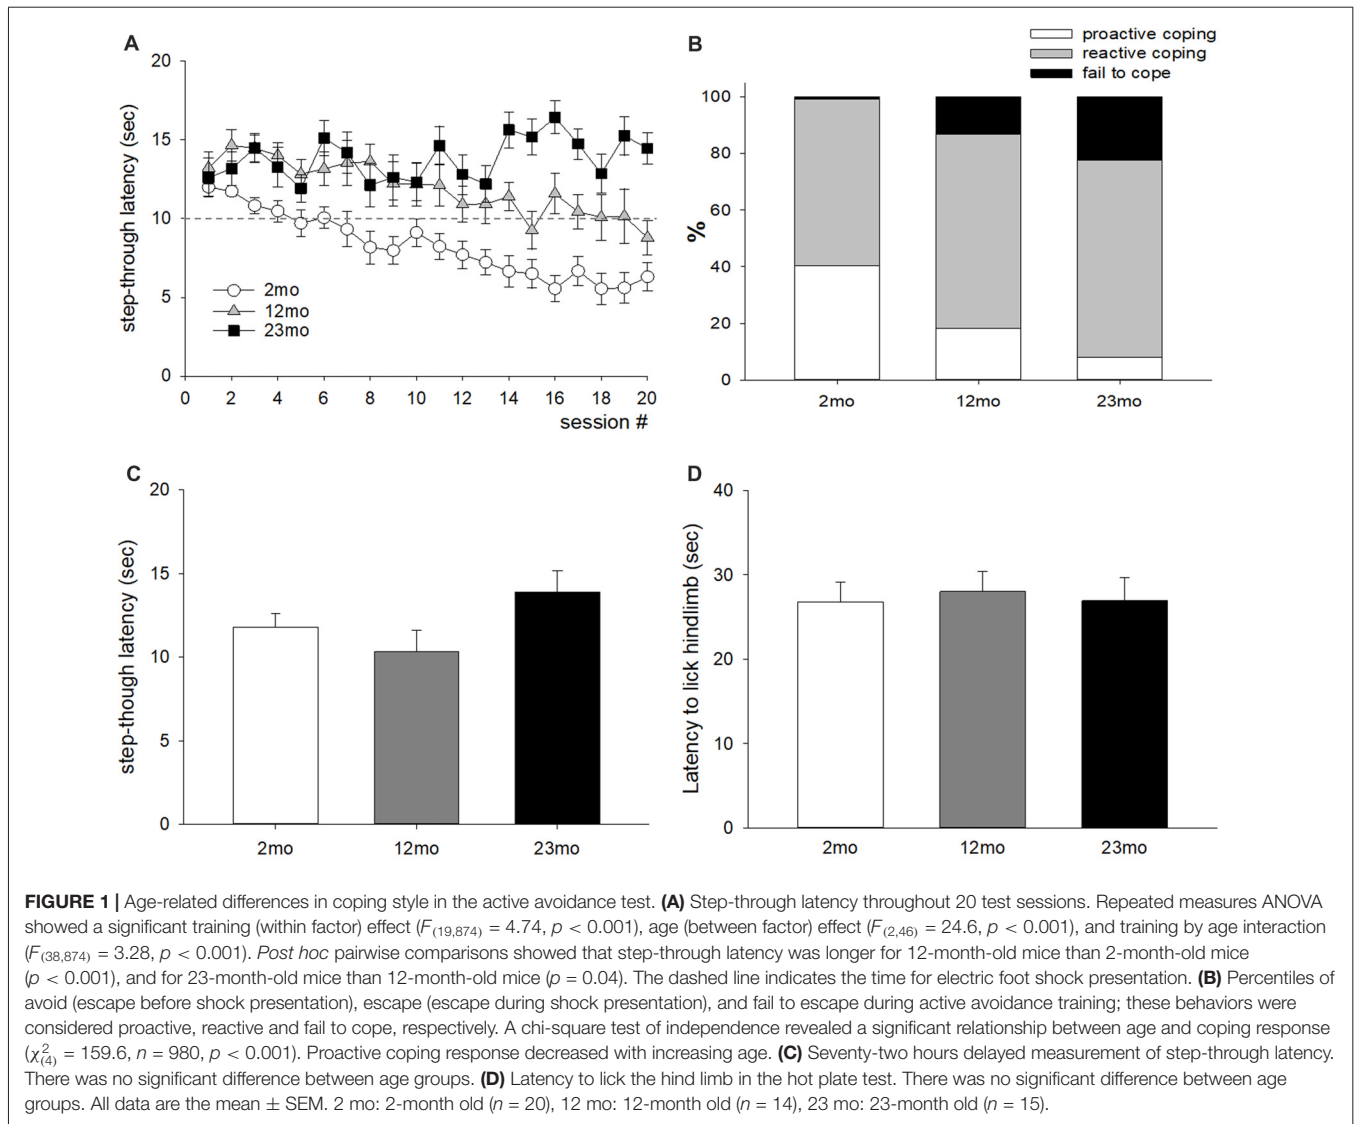 A
20
15
10
5
0
step-through latency (sec)
2mo
12mo
23mo
0 2 4 6 8 10 12 14 16 18 20
session #
B
proactive coping
reactive coping
fail to cope
100
80
60
40
20
0
%
2mo 12mo 23mo
C
20
15
10
5
0
step-though latency (sec)
2mo 12mo 23mo
D
40
30
20
10
0
Latency to lick hindlimb (sec)
2mo 12mo 23mo
FIGURE 1 | Age-related differences in coping style in the active avoidance test. (A) Step-through latency throughout 20 test sessions. Repeated measures ANOVA
showed a significant training (within factor) effect (F(19,874) = 4.74, p < 0.001), age (between factor) effect (F(2,46) = 24.6, p < 0.001), and training by age interaction
(F(38,874) = 3.28, p < 0.001). Post hoc pairwise comparisons showed that step-through latency was longer for 12-month-old mice than 2-month-old mice
(p < 0.001), and for 23-month-old mice than 12-month-old mice (p = 0.04). The dashed line indicates the time for electric foot shock presentation. (B) Percentiles of
avoid (escape before shock presentation), escape (escape during shock presentation), and fail to escape during active avoidance training; these behaviors were
considered proactive, reactive and fail to cope, respectively. A chi-square test of independence revealed a significant relationship between age and coping response
(χ2(4) = 159.6, n = 980, p < 0.001). Proactive coping response decreased with increasing age. (C) Seventy-two hours delayed measurement of step-through latency.
There was no significant difference between age groups. (D) Latency to lick the hind limb in the hot plate test. There was no significant difference between age
groups. All data are the mean ± SEM. 2 mo: 2-month old (n = 20), 12 mo: 12-month old (n = 14), 23 mo: 23-month old (n = 15).